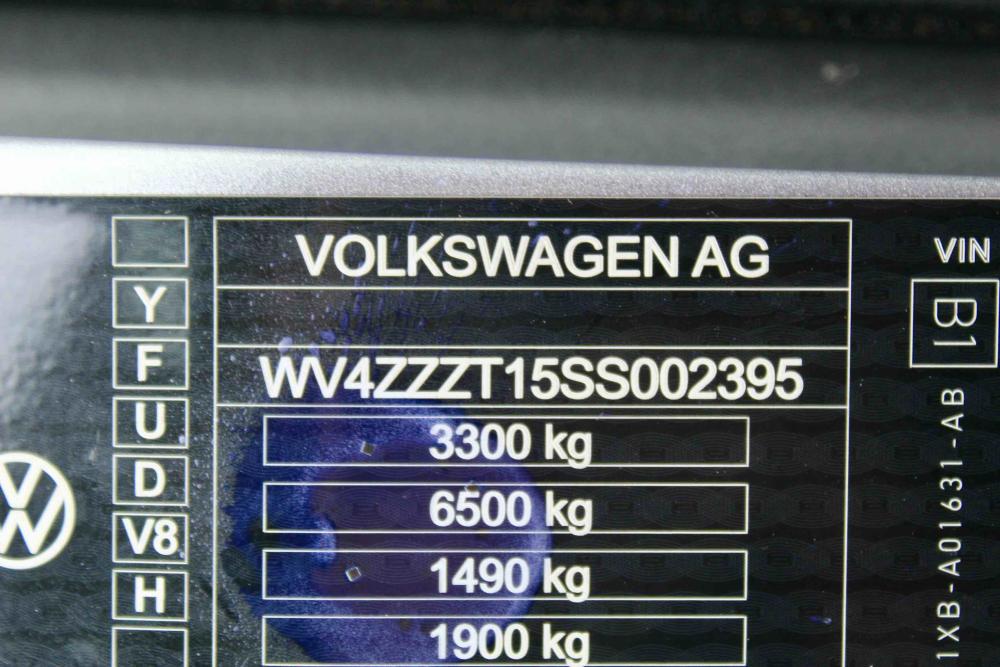 VOLKSWAGEN AG
WV4ZZZT15SS002395
3300 kg
6500 kg
1490 kg
1900 kg
Y
F
U
D
V8
H
VIN
B1
1XB-A01631-AB